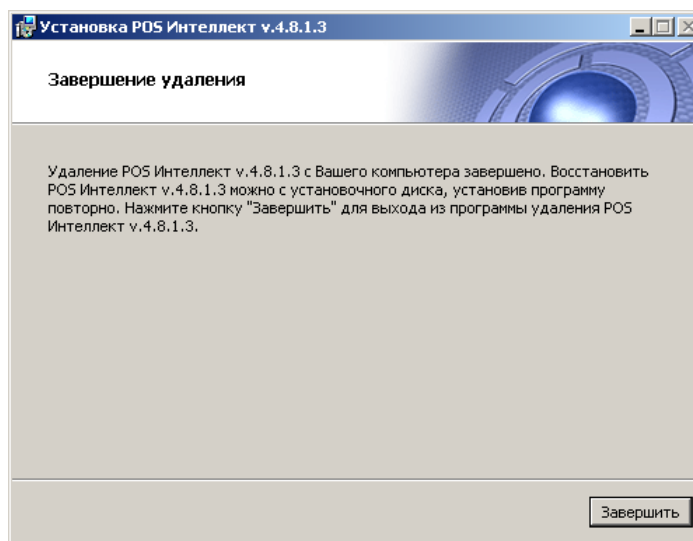 Установка POS Интеллект v.4.8.1.3
Завершение удаления
Удаление POS Интеллект v.4.8.1.3 с Вашего компьютера завершено. Восстановить
POS Интеллект v.4.8.1.3 можно с установочного диска, установив программу
повторно. Нажмите кнопку "Завершить" для выхода из программы удаления POS
Интеллект v.4.8.1.3.
Завершить